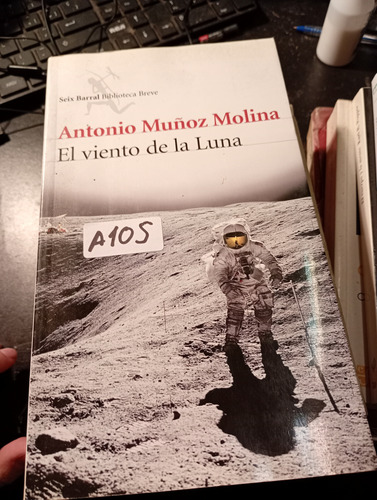 Seix Barral Biblioteca Breve
Antonio Muñoz Molina
El viento de la Luna
A105